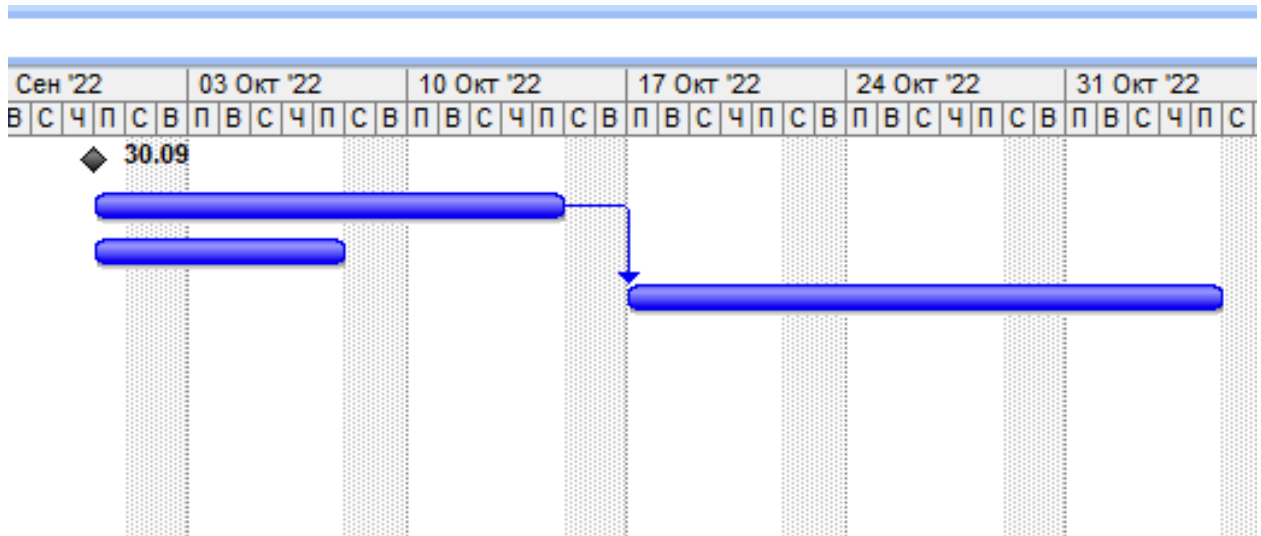 Сен '22 03 Окт '22 10 Окт '22 17 Окт '22 24 Окт '22 31 Окт '22
В С Ч П С В П В С Ч П С В П В С Ч П С В П В С Ч П С В П В С Ч П С В П В С Ч П С
30.09